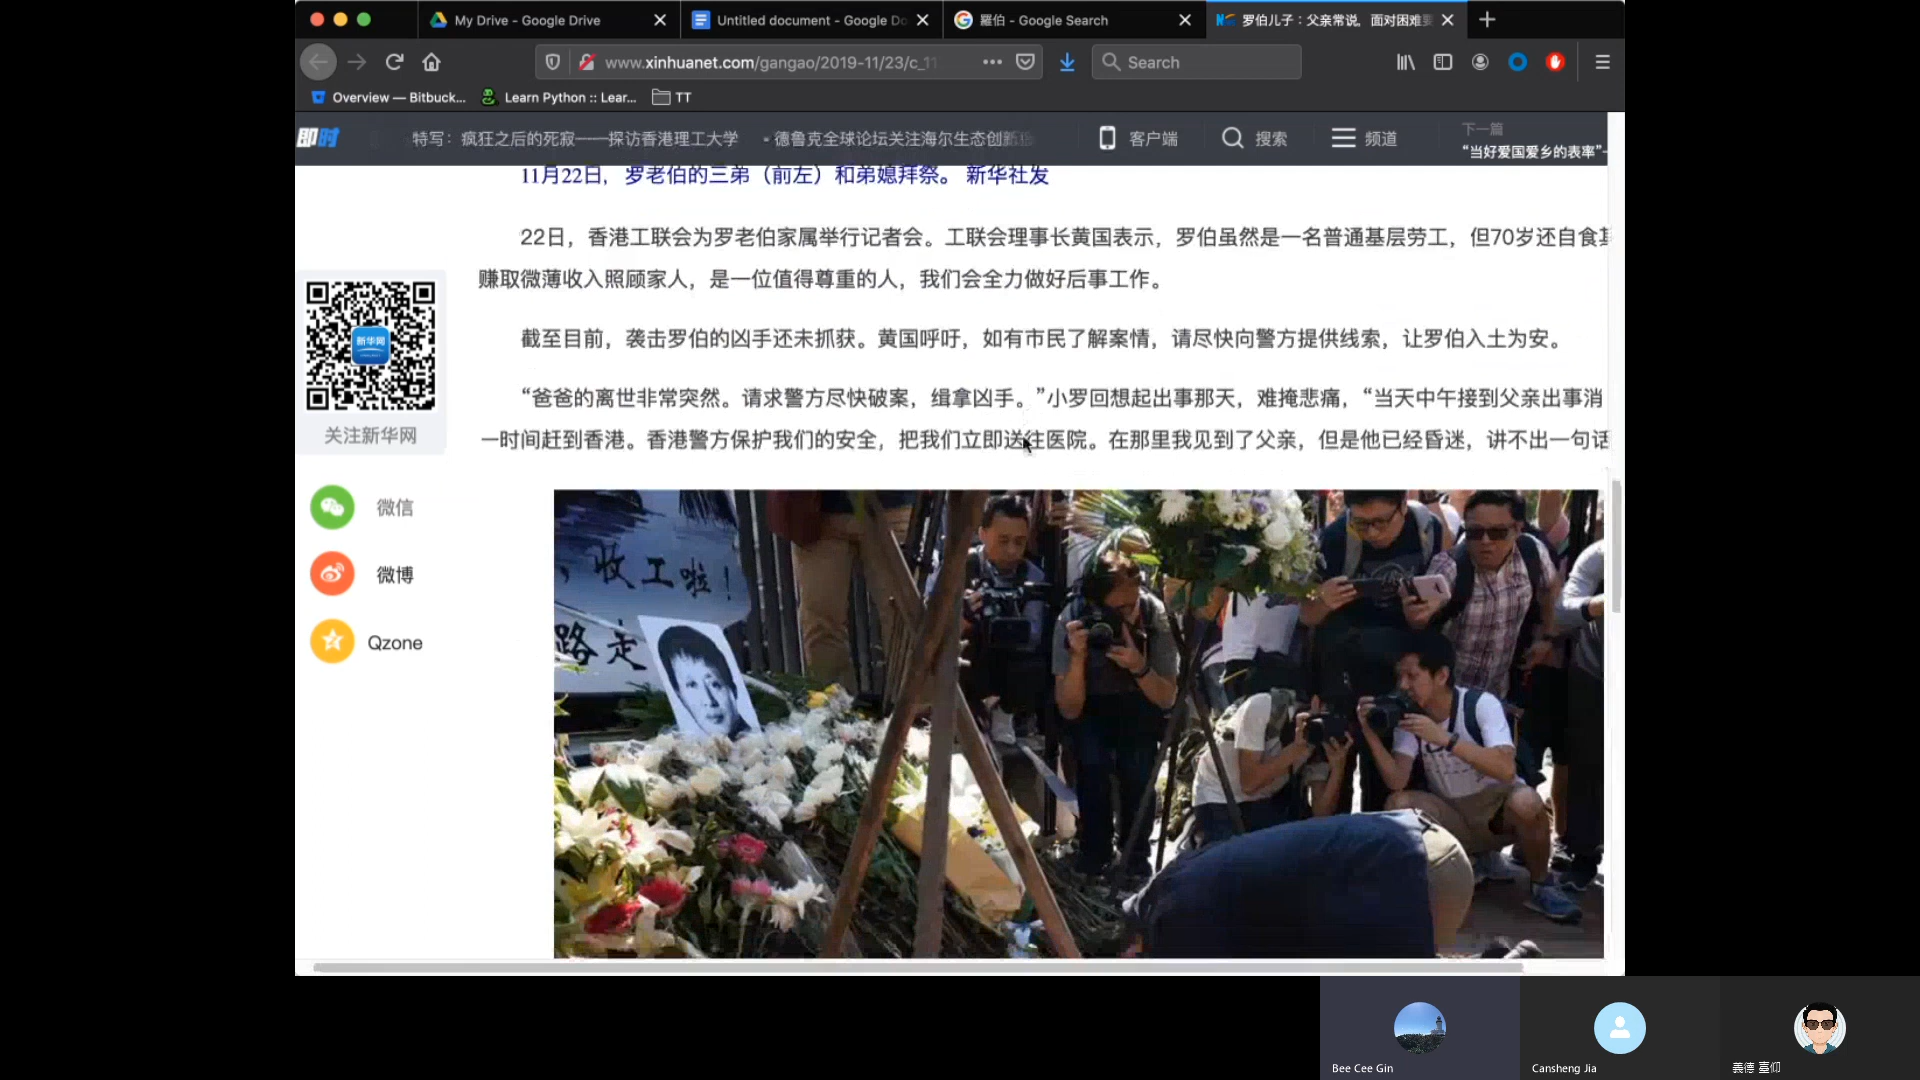 My Drive - Google Drive
Untitled document - Google Do
羅伯 - Google Search
罗伯儿子：父亲常说，面对困难要
www.xinhuanet.com/gangao/2019-11/23/c_11
Search
Overview — Bitbuck...
Learn Python :: Lear...
TT
即时
特写：疯狂之后的死寂——探访香港理工大学
德鲁克全球论坛关注海尔生态创新
客户端
搜索
频道
下一篇
“当好爱国爱乡的表率”
11月22日，罗老伯的三弟（前左）和弟媳拜祭。 新华社发
22日，香港工联会为罗老伯家属举行记者会。工联会理事长黄国表示，罗伯虽然是一名普通基层劳工，但70岁还自食其
赚取微薄收入照顾家人，是一位值得尊重的人，我们会全力做好后事工作。
截至目前，袭击罗伯的凶手还未抓获。黄国呼吁，如有市民了解案情，请尽快向警方提供线索，让罗伯入土为安。
“爸爸的离世非常突然。请求警方尽快破案，缉拿凶手。”小罗回想起出事那天，难掩悲痛，“当天中午接到父亲出事消
一时间赶到香港。香港警方保护我们的安全，把我们立即送往医院。在那里我见到了父亲，但是他已经昏迷，讲不出一句话
新华网
关注新华网
微信
微博
Qzone
收工啦！
路走
Bee Cee Gin
Cansheng Jia